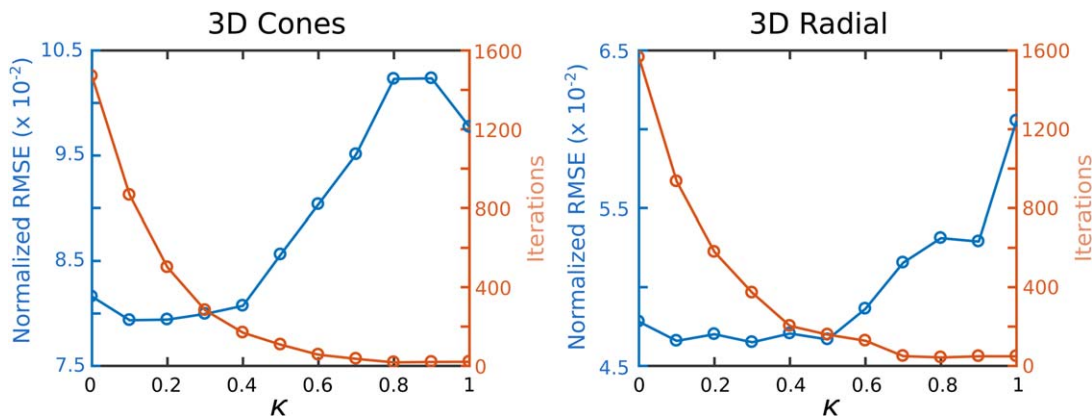 3D Cones
Normalized RMSE (x 10⁻²)
10.5
9.5
8.5
7.5
1600
1200
800
400
0
Iterations
0 0.2 0.4 0.6 0.8 1
κ
3D Radial
Normalized RMSE (x 10⁻²)
6.5
5.5
4.5
1600
1200
800
400
0
Iterations
0 0.2 0.4 0.6 0.8 1
κ